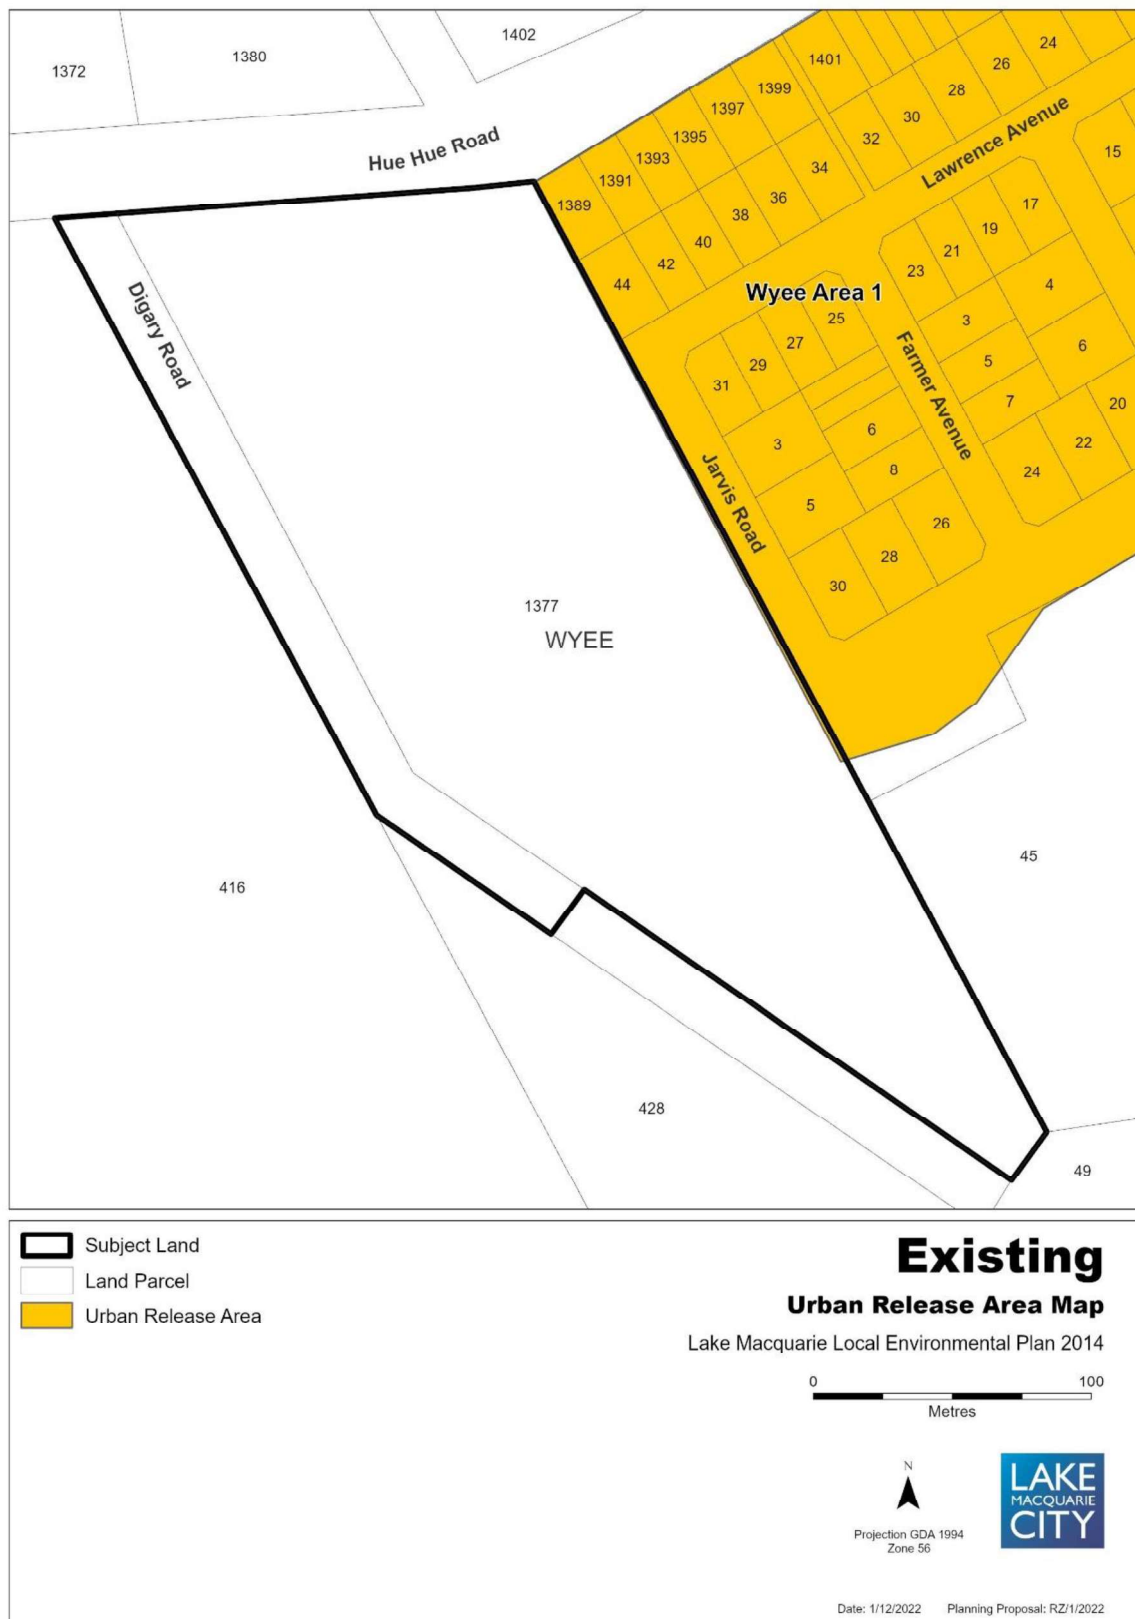 1402
1380
1372
24
1401
26
1399
28
1397
30
1395
32
Lawrence Avenue
Hue Hue Road
1393
34
15
1391
36
17
1389
38
19
40
21
42
23
44
4
Wyee Area 1
Digary Road
25
3
27
6
29
5
31
Farmer Avenue
7
20
6
3
22
8
24
Jarvis Road
5
26
28
30
1377
WYEE
45
416
428
49
Subject Land
Land Parcel
Urban Release Area
Existing
Urban Release Area Map
Lake Macquarie Local Environmental Plan 2014
0 100
Metres
N
Projection GDA 1994
Zone 56
LAKE
MACQUARIE
CITY
Date: 1/12/2022 Planning Proposal: RZ/1/2022